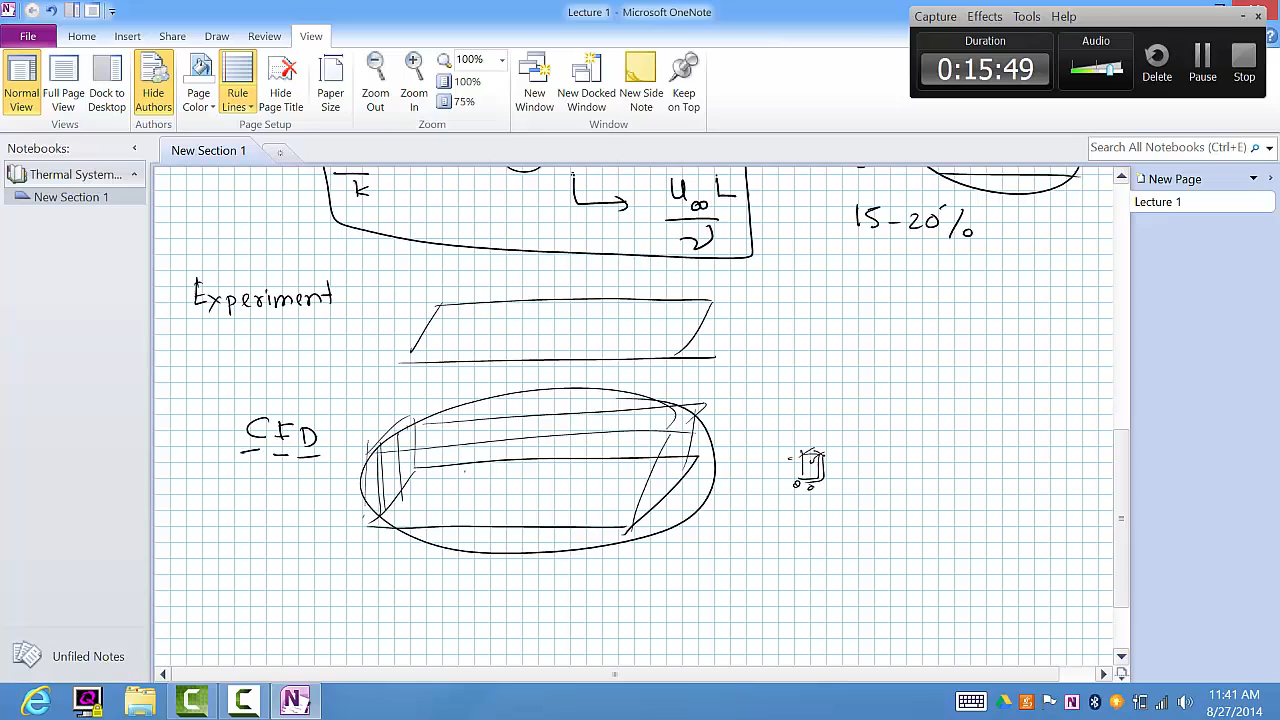 Lecture 1 - Microsoft OneNote
File Home Insert Share Draw Review View
Normal View
Full Page View
Dock to Desktop
Hide Authors
Page Color
Rule Lines
Hide Page Title
Paper Size
Zoom Out
Zoom In
100%
100%
75%
New Window
New Docked Window
New Side Note
Keep on Top
Views Authors Page Setup Zoom Window
Capture Effects Tools Help
Duration
0:15:49
Audio
Delete Pause Stop
Notebooks:
Thermal System...
New Section 1
New Section 1
Search All Notebooks (Ctrl+E)
New Page
Lecture 1
k
U∞ L
ν
15-20%
Experiment
CFD
Unfiled Notes
11:41 AM
8/27/2014